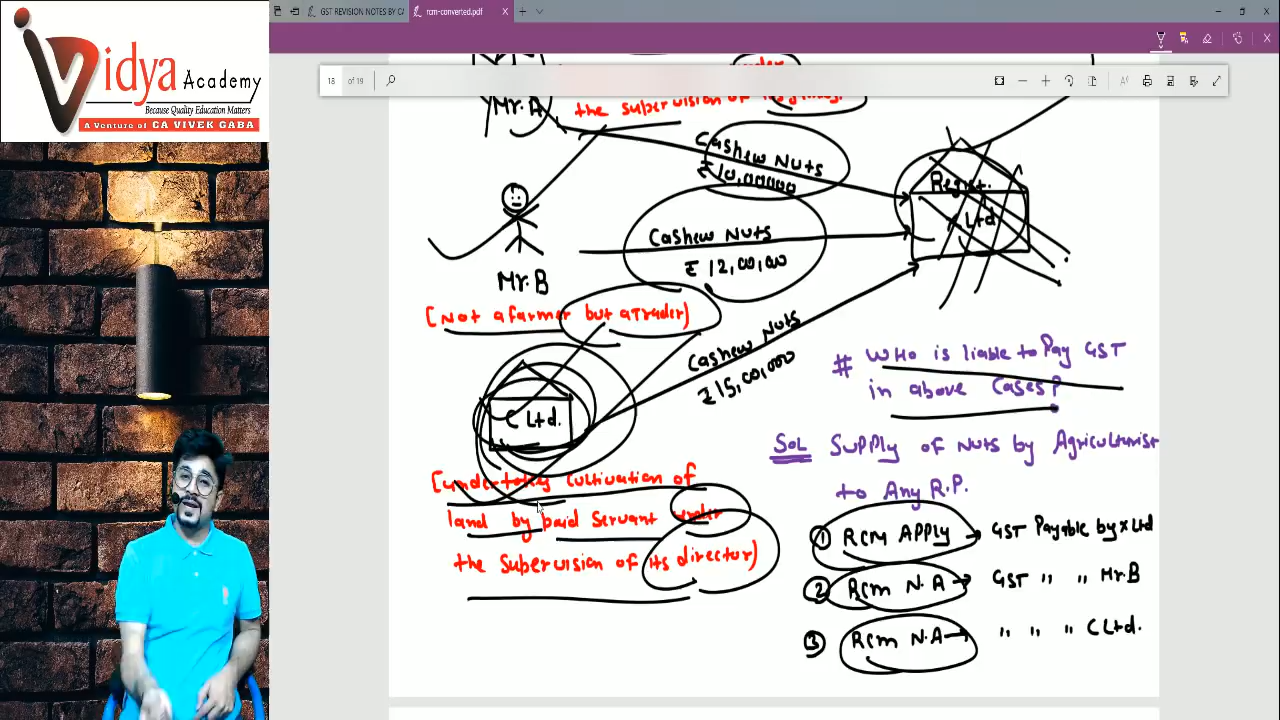 GST REVISION NOTES BY CA
rcm-converted.pdf
18 of 19
Vidya
Academy
Because Quality Education Matters
A Venture of CA VIVEK GABA
Mr. A
the supervision of
Cashew Nuts
₹10,00000
Regist.
Ltd
Cashew Nuts
₹ 12,00,00
Mr. B
(Not a farmer but a Trader)
Cashew Nuts
₹15,00,000
# WHO is liable to Pay GST
in above Cases?
C Ltd.
Sol Supply of Nuts by Agriculturist
to Any R.P.
(undertakes cultivation of
land by paid servant under
the supervision of its director)
① RCM APPLY → GST Payable by x Ltd
② Rcm N.A → GST " " Mr.B
③ Rcm N.A → " " " C Ltd.